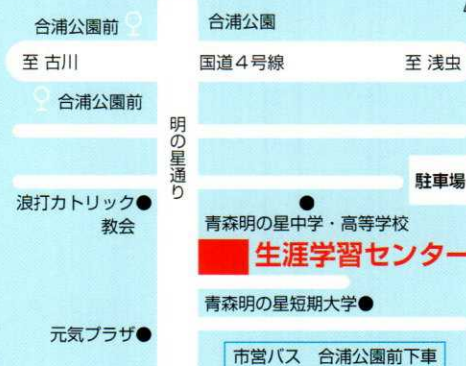 合浦公園前
合浦公園
至 古川
国道4号線
至 浅虫
合浦公園前
明の星通り
駐車場
浪打カトリック
教会
青森明の星中学・高等学校
生涯学習センター
青森明の星短期大学
元気プラザ
市営バス 合浦公園前下車